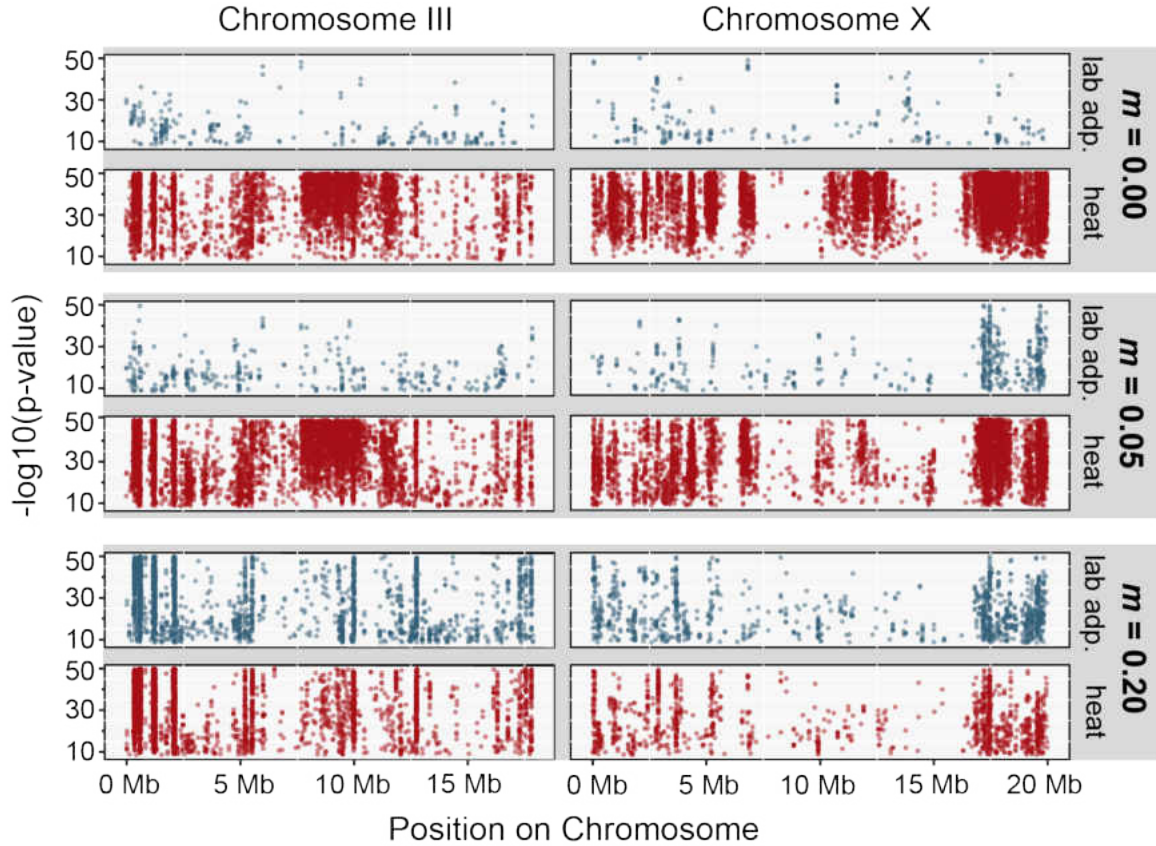 Chromosome III Chromosome X
50
30
10
lab adp.
50
30
10
heat
m = 0.00
50
30
10
lab adp.
50
30
10
heat
m = 0.05
50
30
10
lab adp.
50
30
10
heat
m = 0.20
-log10(p-value)
0 Mb 5 Mb 10 Mb 15 Mb 0 Mb 5 Mb 10 Mb 15 Mb 20 Mb
Position on Chromosome